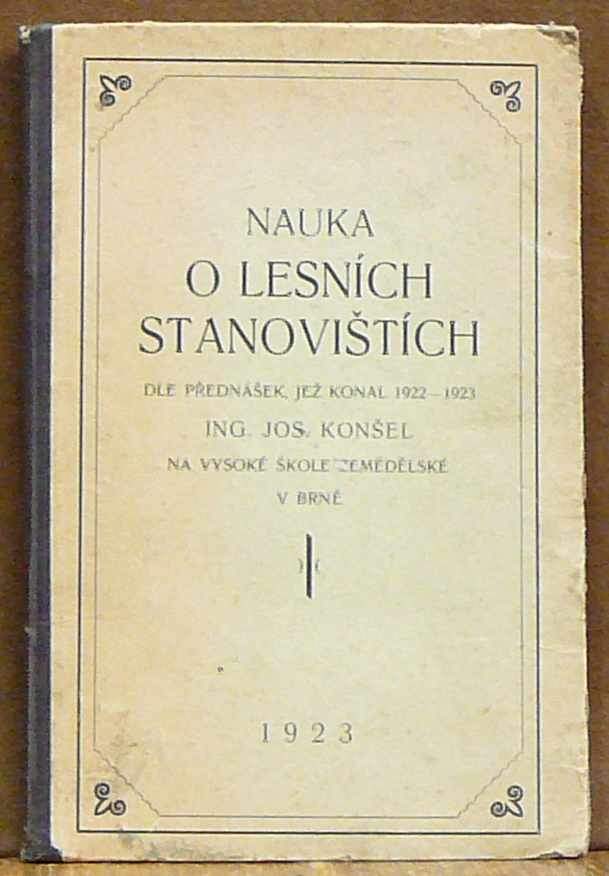 NAUKA
O LESNÍCH
STANOVIŠTÍCH
DLE PŘEDNÁŠEK, JEŽ KONAL 1922—1923
ING. JOS. KONŠEL
NA VYSOKÉ ŠKOLE ZEMĚDĚLSKÉ
V BRNĚ
1923